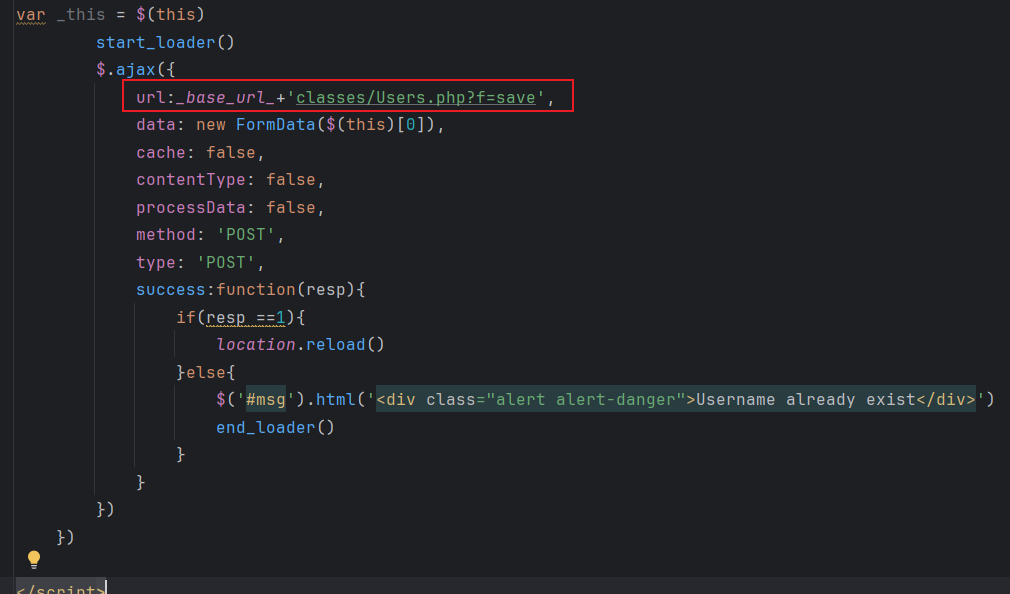 var _this = $(this)
start_loader()
$.ajax({
url:_base_url_+'classes/Users.php?f=save',
data: new FormData($(this)[0]),
cache: false,
contentType: false,
processData: false,
method: 'POST',
type: 'POST',
success:function(resp){
if(resp ==1){
location.reload()
}else{
$('#msg').html('<div class="alert alert-danger">Username already exist</div>')
end_loader()
}
}
})
})
</script>